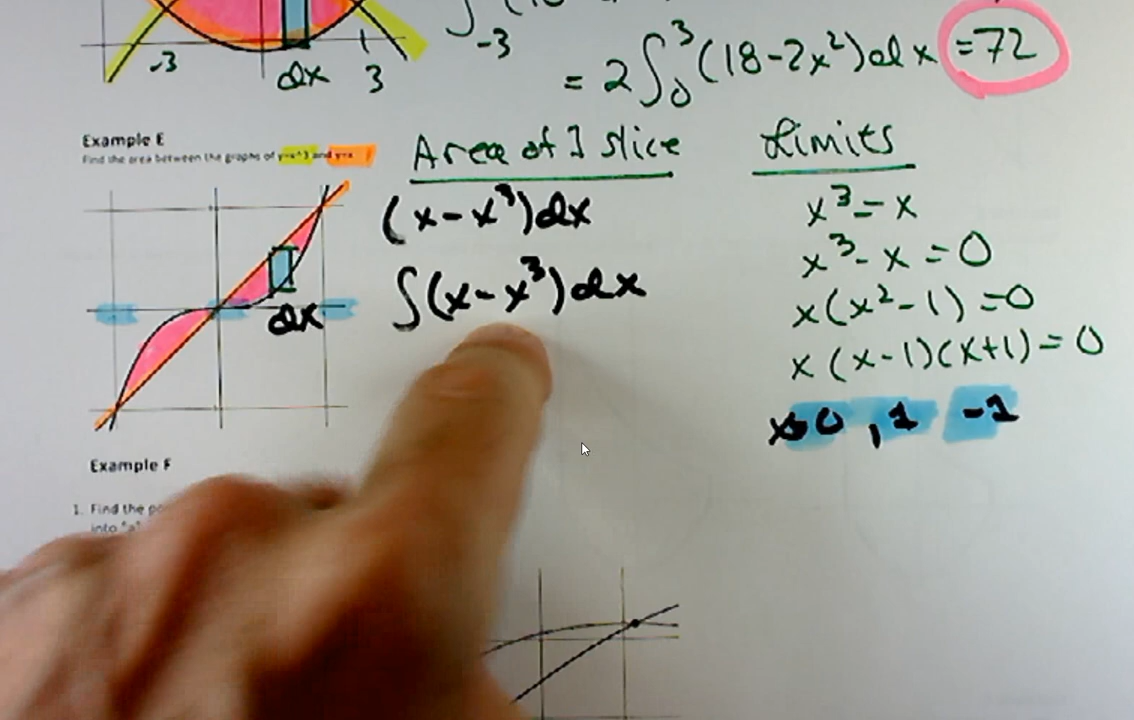 -3
dx
3
∫
-3
= 2∫₀³(18-2x²)dx =72
Example E
Find the area between the graphs of y=x^3 and y=x
Area of 1 slice
(x-x³)dx
∫(x-x³)dx
dx
Limits
x³=x
x³-x=0
x(x²-1)=0
x(x-1)(x+1)=0
x=0, 1 -1
Example F
1. Find the
into "a"